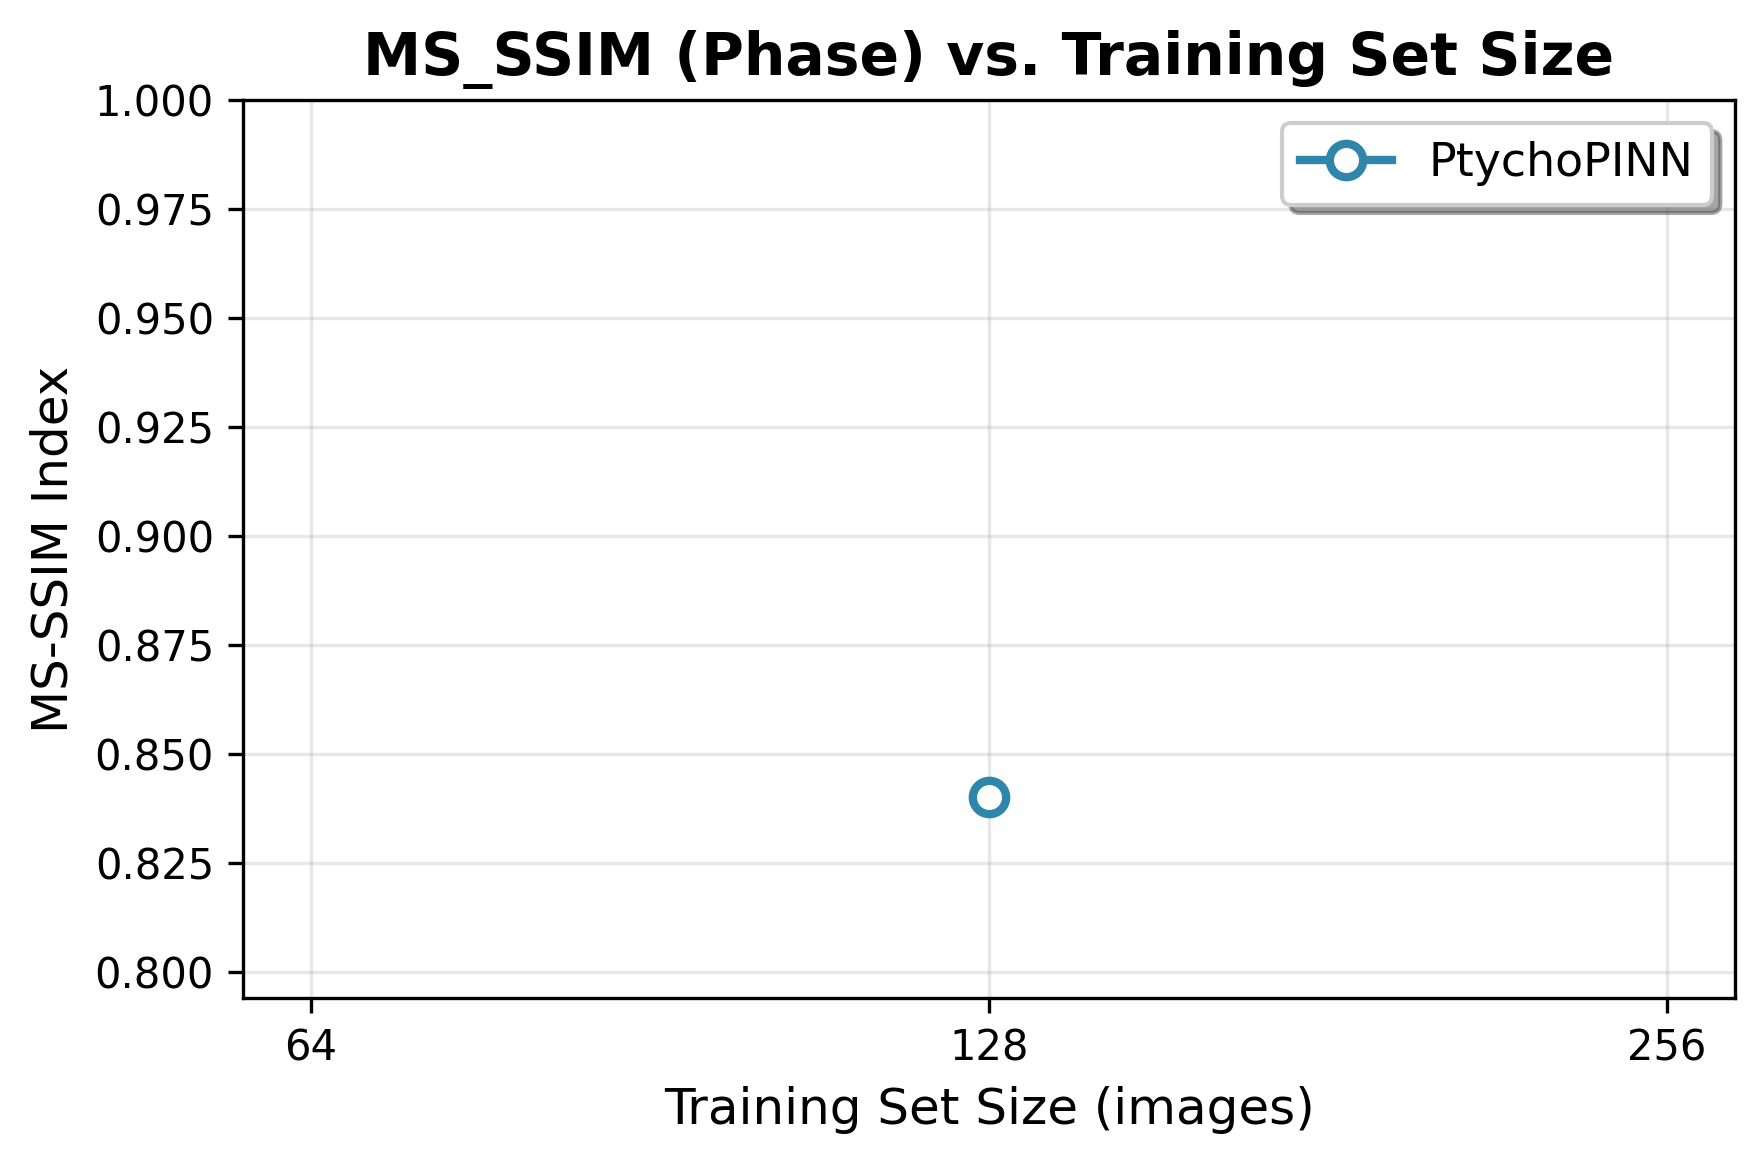 MS_SSIM (Phase) vs. Training Set Size
PtychoPINN
MS-SSIM Index
1.000
0.975
0.950
0.925
0.900
0.875
0.850
0.825
0.800
64 128 256
Training Set Size (images)